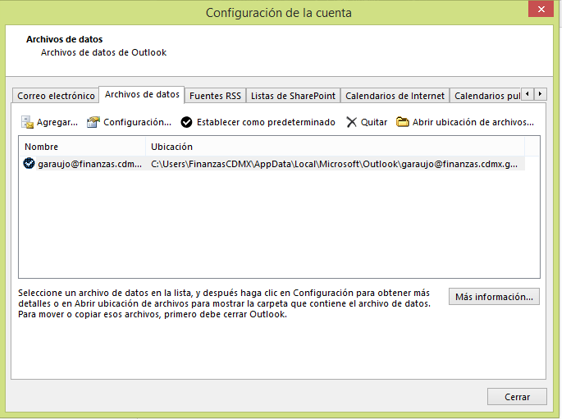 Configuración de la cuenta
Archivos de datos
Archivos de datos de Outlook
Correo electrónico Archivos de datos Fuentes RSS Listas de SharePoint Calendarios de Internet Calendarios pul
Agregar... Configuración... Establecer como predeterminado Quitar Abrir ubicación de archivos...
Nombre Ubicación
garaujo@finanzas.cdm... C:\Users\FinanzasCDMX\AppData\Local\Microsoft\Outlook\garaujo@finanzas.cdmx.g...
Seleccione un archivo de datos en la lista, y después haga clic en Configuración para obtener más
detalles o en Abrir ubicación de archivos para mostrar la carpeta que contiene el archivo de datos.
Para mover o copiar esos archivos, primero debe cerrar Outlook.
Más información...
Cerrar